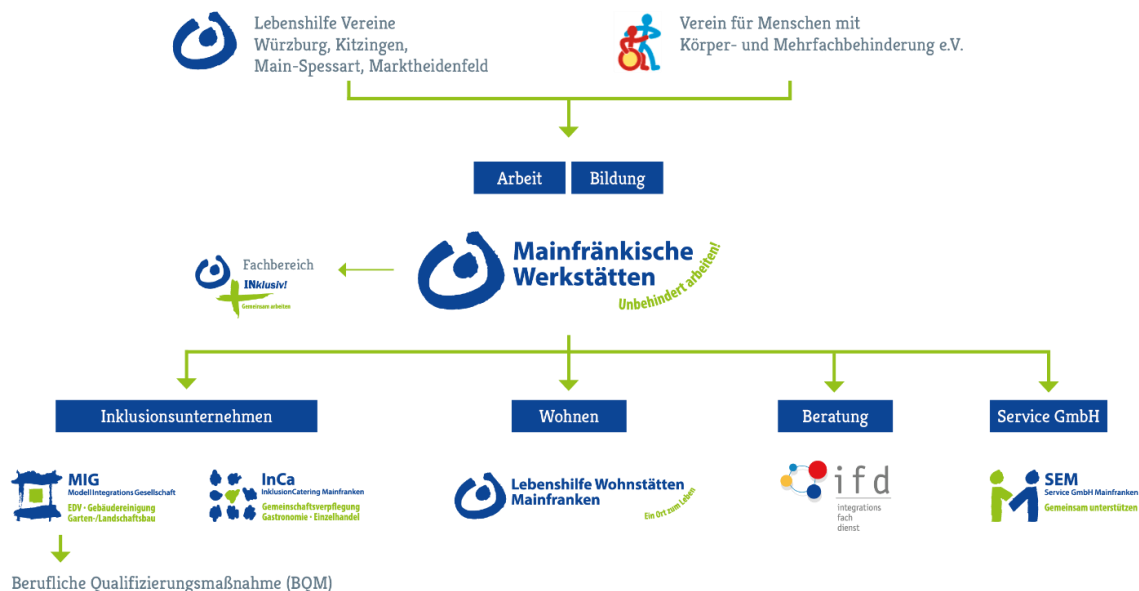 Lebenshilfe Vereine
Würzburg, Kitzingen,
Main-Spessart, Marktheidenfeld
Verein für Menschen mit
Körper- und Mehrfachbehinderung e.V.
Arbeit
Bildung
Mainfränkische
Werkstätten
Unbehindert arbeiten!
Fachbereich
INklusiv!
Gemeinsam arbeiten
Inklusionsunternehmen
Wohnen
Beratung
Service GmbH
MIG
Modell Integrations Gesellschaft
EDV · Gebäudereinigung
Garten-/Landschaftsbau
InCa
InklusionCatering Mainfranken
Gemeinschaftsverpflegung
Gastronomie · Einzelhandel
Lebenshilfe Wohnstätten
Mainfranken
Ein Ort zum Leben
ifd
integrations
fach
dienst
SEM
Service GmbH Mainfranken
Gemeinsam unterstützen
Berufliche Qualifizierungsmaßnahme (BQM)